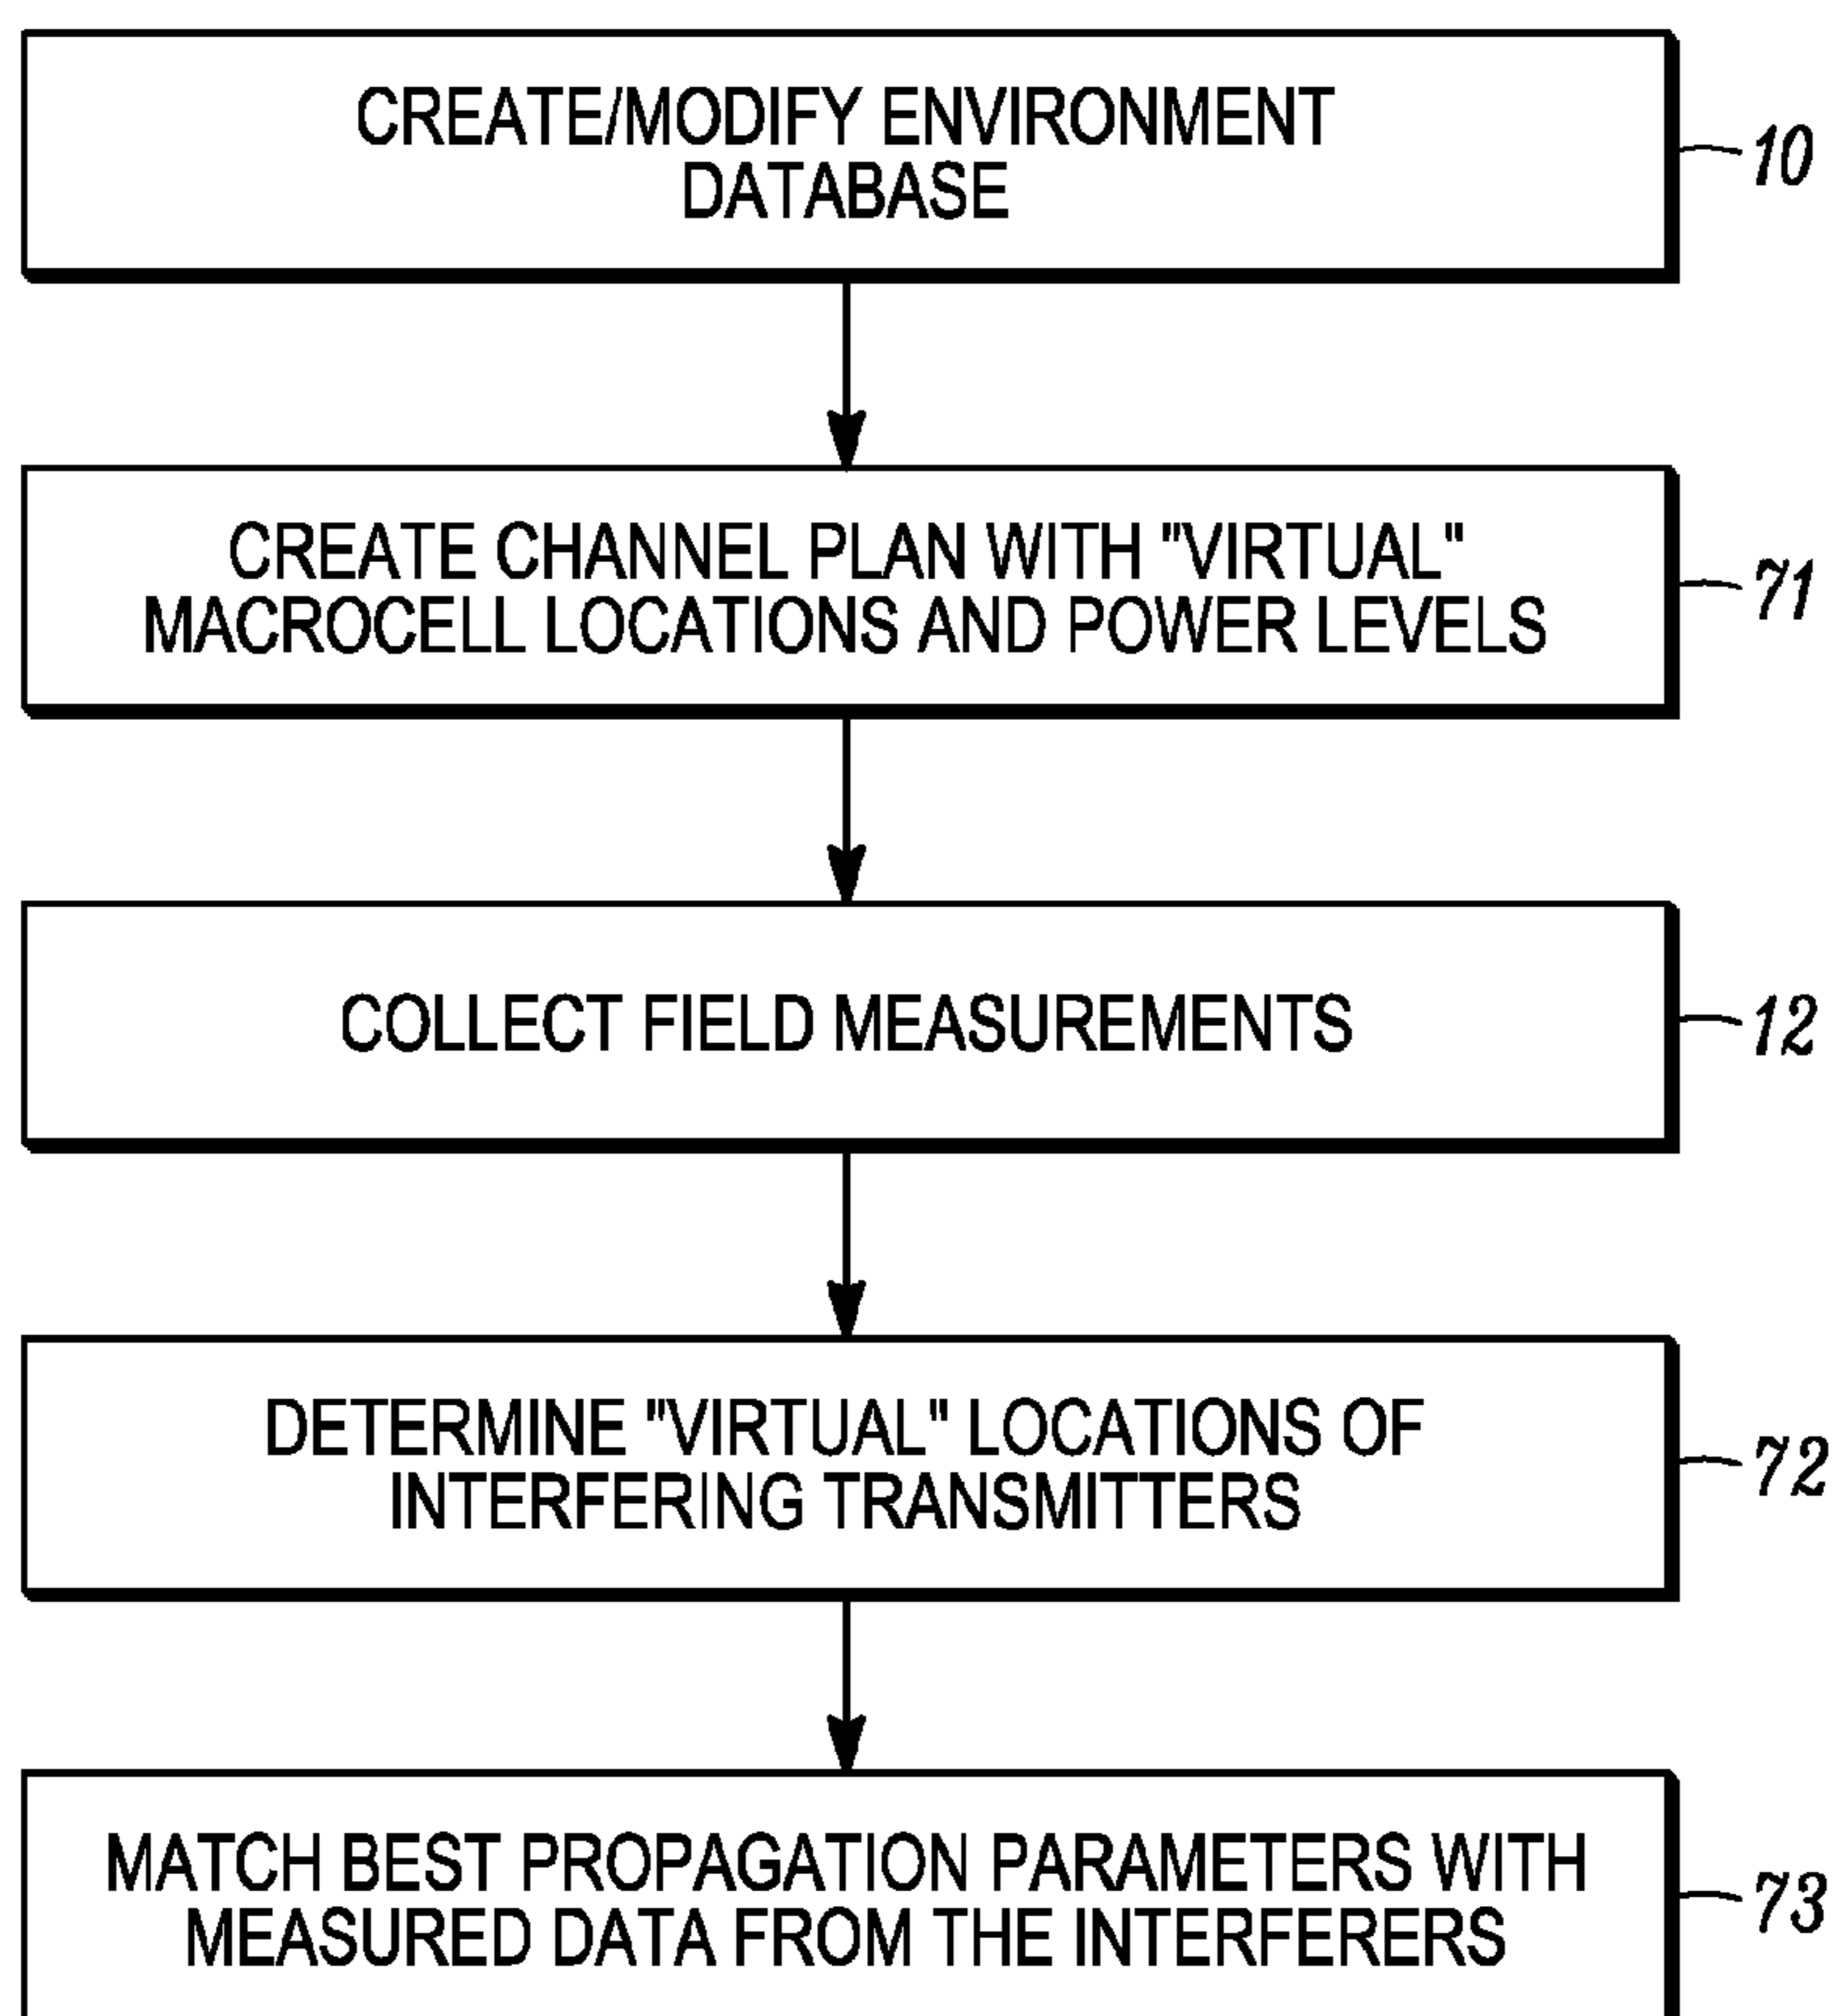 CREATE/MODIFY ENVIRONMENT
DATABASE
10
CREATE CHANNEL PLAN WITH "VIRTUAL"
MACROCELL LOCATIONS AND POWER LEVELS
71
COLLECT FIELD MEASUREMENTS
12
DETERMINE "VIRTUAL" LOCATIONS OF
INTERFERING TRANSMITTERS
72
MATCH BEST PROPAGATION PARAMETERS WITH
MEASURED DATA FROM THE INTERFERERS
73